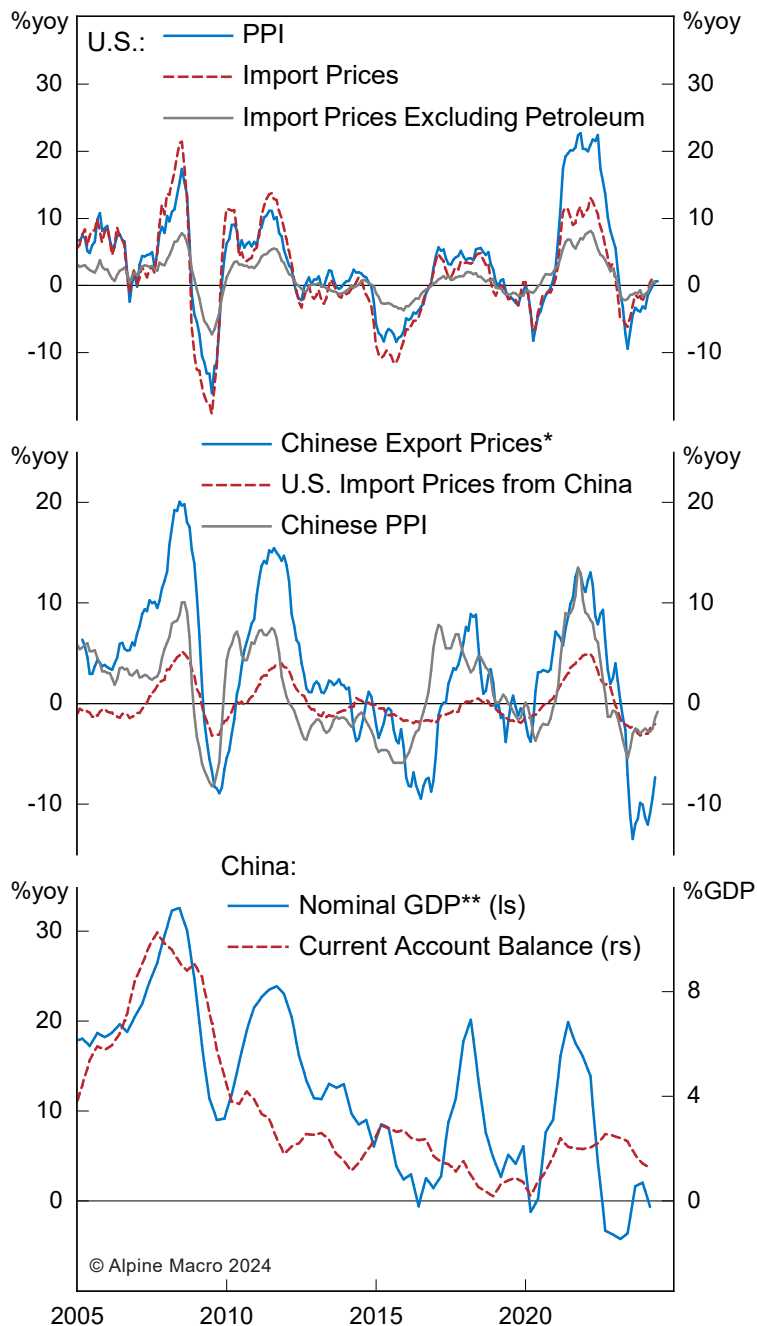 %yoy %yoy
U.S.:
PPI
Import Prices
Import Prices Excluding Petroleum
30 30
20 20
10 10
0 0
-10 -10
%yoy %yoy
Chinese Export Prices*
U.S. Import Prices from China
Chinese PPI
20 20
10 10
0 0
-10 -10
China:
%yoy %GDP
Nominal GDP** (ls)
Current Account Balance (rs)
30
8
20
4
10
0 0
© Alpine Macro 2024
2005 2010 2015 2020